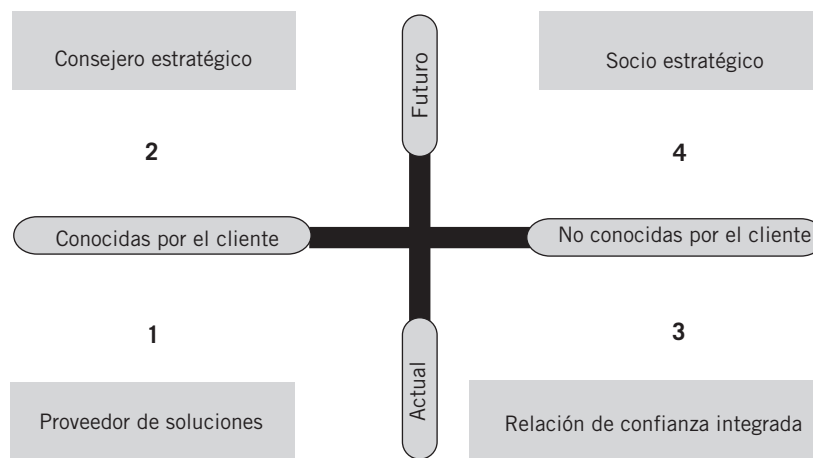 Consejero estratégico
Futuro
Socio estratégico
2
4
Conocidas por el cliente
No conocidas por el cliente
1
3
Proveedor de soluciones
Actual
Relación de confianza integrada